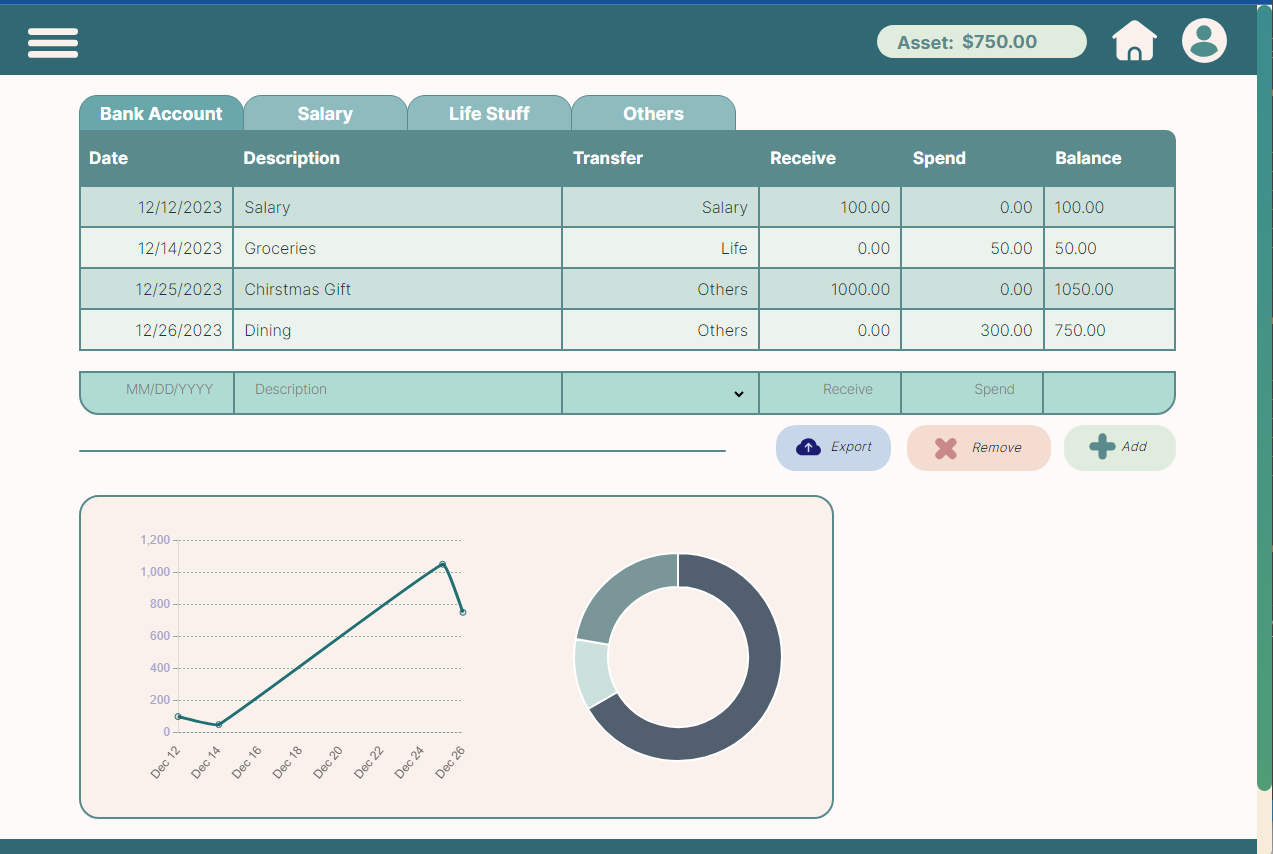 Asset: $750.00
Bank Account Salary Life Stuff Others
Date Description Transfer Receive Spend Balance
12/12/2023 Salary Salary 100.00 0.00 100.00
12/14/2023 Groceries Life 0.00 50.00 50.00
12/25/2023 Chirstmas Gift Others 1000.00 0.00 1050.00
12/26/2023 Dining Others 0.00 300.00 750.00
MM/DD/YYYY Description Receive Spend
Export Remove Add
1,200
1,000
800
600
400
200
0
Dec 12 Dec 14 Dec 16 Dec 18 Dec 20 Dec 22 Dec 24 Dec 26